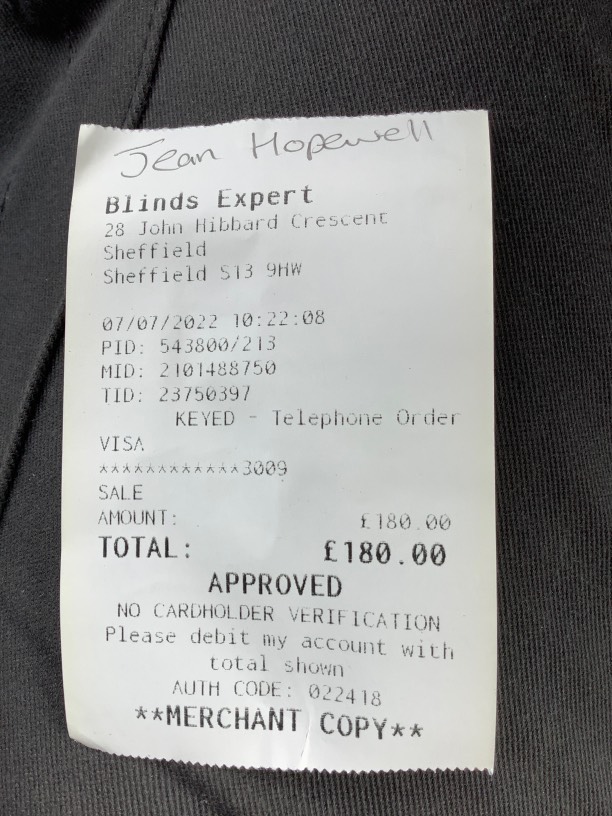 Jean Hopewell
Blinds Expert
28 John Hibbard Crescent
Sheffield
Sheffield S13 9HW
07/07/2022 10:22:08
PID: 543800/213
MID: 2101488750
TID: 23750397
KEYED - Telephone Order
VISA
************3009
SALE
AMOUNT: £180.00
TOTAL: £180.00
APPROVED
NO CARDHOLDER VERIFICATION
Please debit my account with
total shown
AUTH CODE: 022418
**MERCHANT COPY**